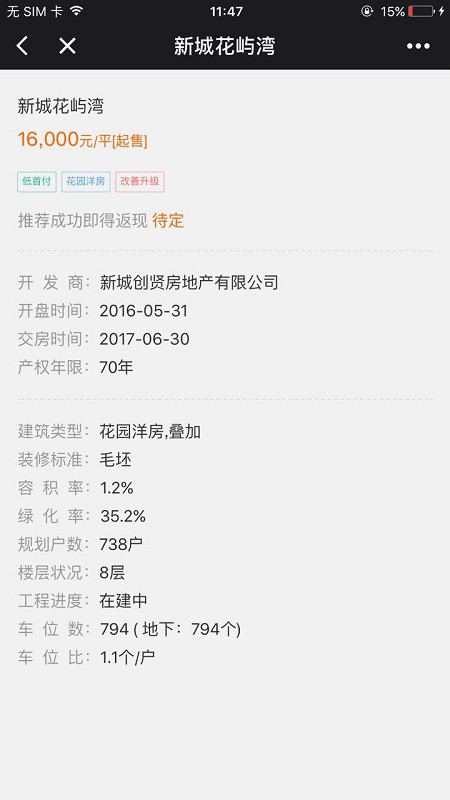 无 SIM 卡 11:47 15%
新城花屿湾
新城花屿湾
16,000元/平[起售]
低首付 花园洋房 改善升级
推荐成功即得返现 待定
开 发 商: 新城创贤房地产有限公司
开盘时间: 2016-05-31
交房时间: 2017-06-30
产权年限: 70年
建筑类型: 花园洋房,叠加
装修标准: 毛坯
容 积 率: 1.2%
绿 化 率: 35.2%
规划户数: 738户
楼层状况: 8层
工程进度: 在建中
车 位 数: 794 ( 地下：794个)
车 位 比: 1.1个/户